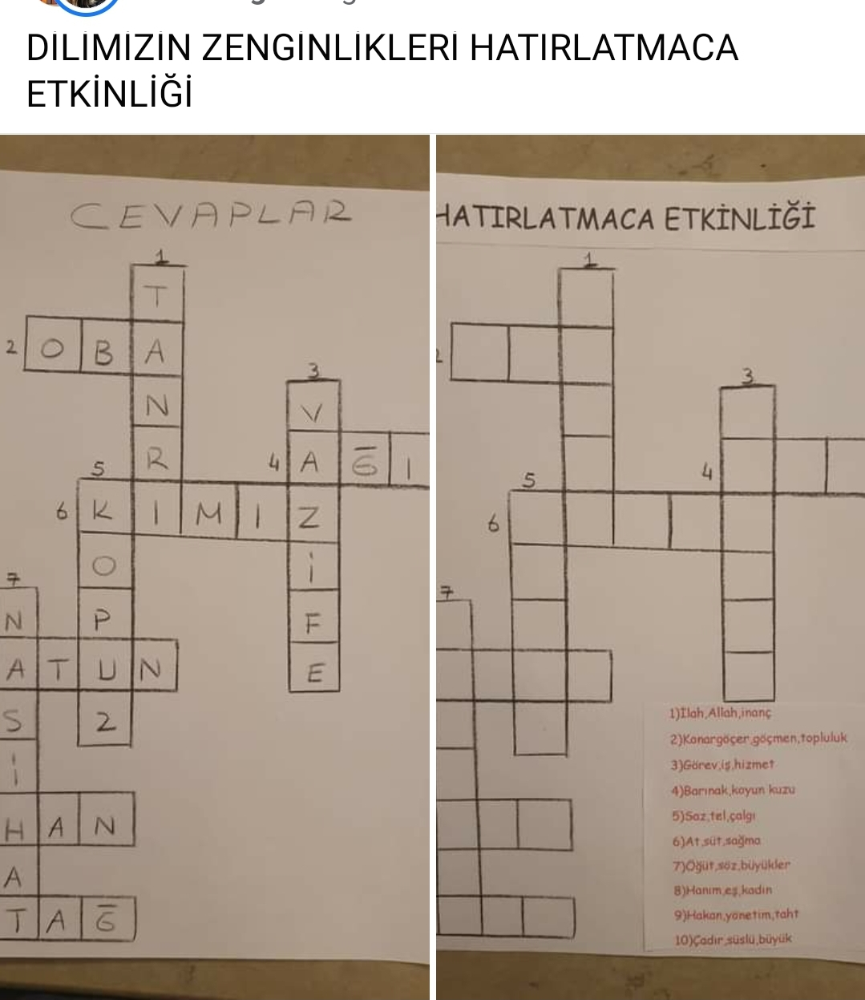 DİLİMİZİN ZENGİNLİKLERİ HATIRLATMACA
ETKİNLİĞİ
CEVAPLAR
1
T
2 O B A
3
N
V
5 R 4 A Ğ I
6 K I M I Z
O İ
7
N P F
A T U N E
S Z
İ
H A N
A
T A Ğ
HATIRLATMACA ETKİNLİĞİ
1
3
5 4
6
7
1)İlah,Allah,inanç
2)Konargöçer,göçmen,topluluk
3)Görev,iş,hizmet
4)Barınak,koyun kuzu
5)Saz,tel,çalgı
6)At,süt,sağma
7)Öğüt,söz,büyükler
8)Hanım,eş,kadın
9)Hakan,yönetim,taht
10)Çadır,süslü,büyük